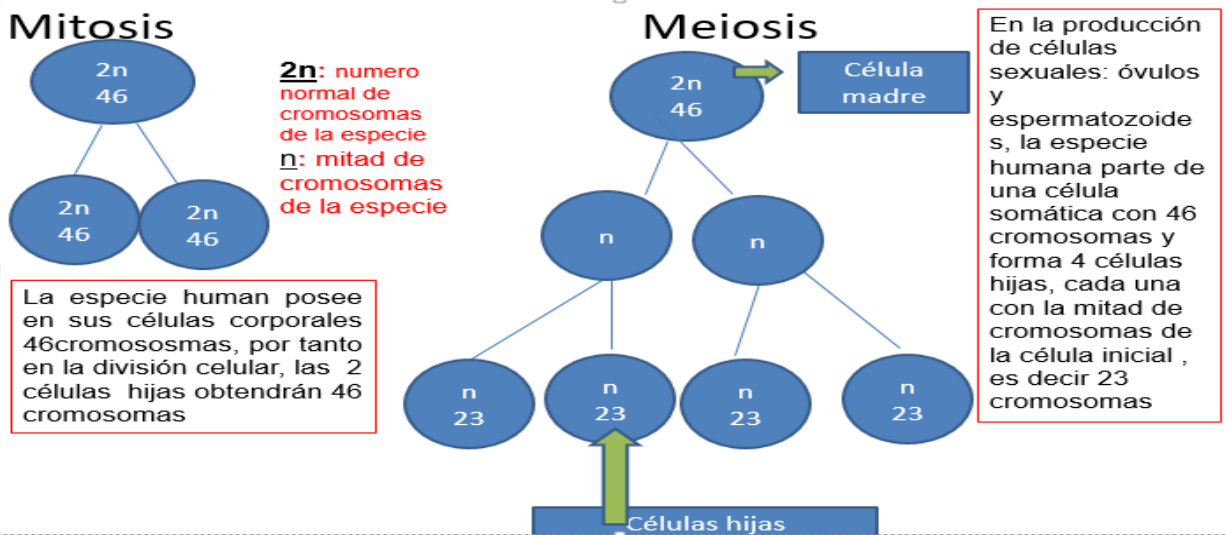 Mitosis
2n
46
2n
46
2n
46
2n: numero
normal de
cromosomas
de la especie
n: mitad de
cromosomas
de la especie
La especie human posee
en sus células corporales
46cromososmas, por tanto
en la división celular, las 2
células hijas obtendrán 46
cromosomas
Meiosis
2n
46
Célula
madre
n
n
n
23
n
23
n
23
n
23
Células hijas
En la producción
de células
sexuales: óvulos
y
espermatozoide
s, la especie
humana parte de
una célula
somática con 46
cromosomas y
forma 4 células
hijas, cada una
con la mitad de
cromosomas de
la célula inicial ,
es decir 23
cromosomas